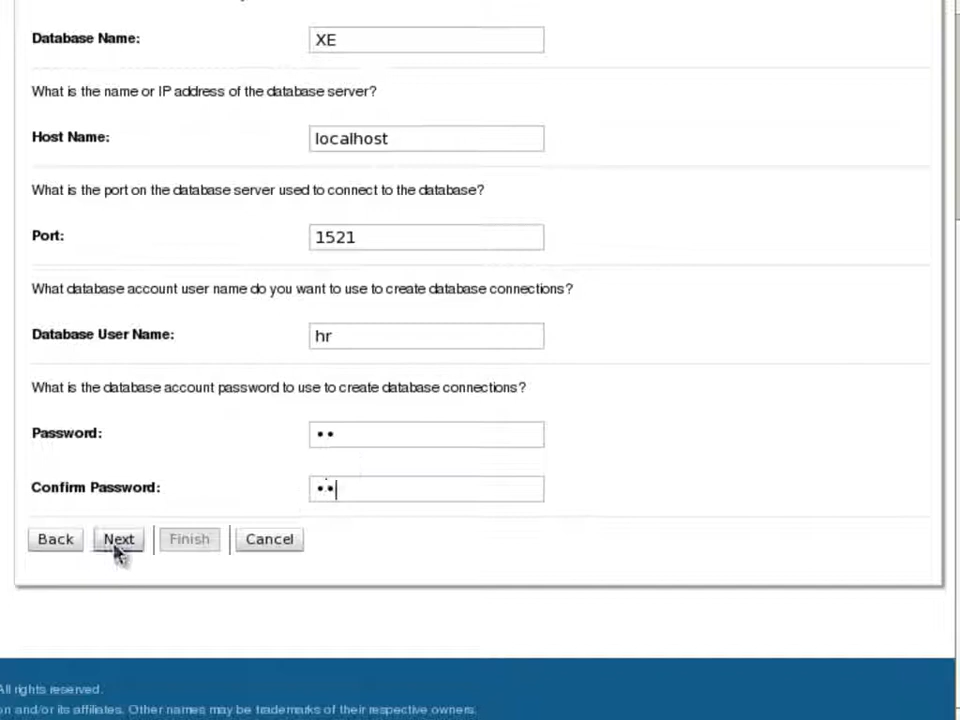 Database Name: XE
What is the name or IP address of the database server?
Host Name: localhost
What is the port on the database server used to connect to the database?
Port: 1521
What database account user name do you want to use to create database connections?
Database User Name: hr
What is the database account password to use to create database connections?
Password: ••
Confirm Password: ••
Back Next Finish Cancel
All rights reserved.
on and/or its affiliates. Other names may be trademarks of their respective owners.